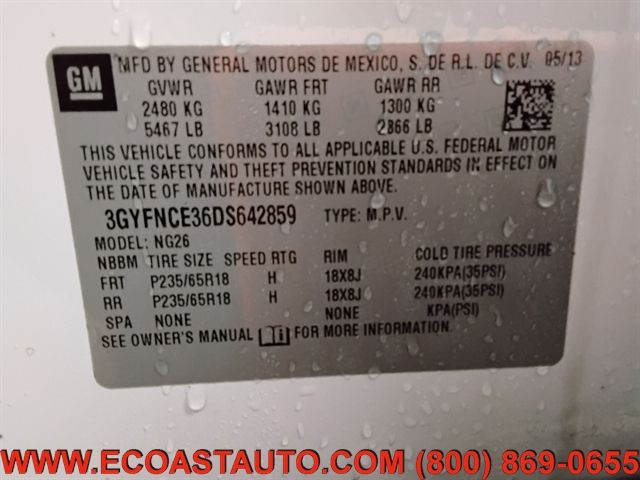 GM
MFD BY GENERAL MOTORS DE MEXICO, S. DE R.L. DE C.V. 05/13
GVWR GAWR FRT GAWR RR
2480 KG 1410 KG 1300 KG
5467 LB 3108 LB 2866 LB
THIS VEHICLE CONFORMS TO ALL APPLICABLE U.S. FEDERAL MOTOR
VEHICLE SAFETY AND THEFT PREVENTION STANDARDS IN EFFECT ON
THE DATE OF MANUFACTURE SHOWN ABOVE.
3GYFNCE36DS642859 TYPE: M.P.V.
MODEL: NG26
NBBM TIRE SIZE SPEED RTG RIM COLD TIRE PRESSURE
FRT P235/65R18 H 18X8J 240KPA(35PSI)
RR P235/65R18 H 18X8J 240KPA(35PSI)
SPA NONE NONE KPA(PSI)
SEE OWNER'S MANUAL FOR MORE INFORMATION.
WWW.ECOASTAUTO.COM (800) 869-0655